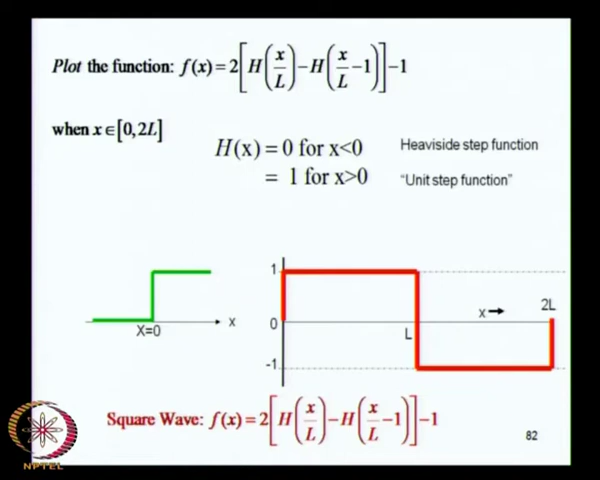 Plot the function: f(x)=2[H(x/L)−H(x/L−1)]−1
when x∈[0,2L]
H(x) = 0 for x<0 Heaviside step function
= 1 for x>0 “Unit step function”
1
0
-1
X=0
x
L
x→
2L
Square Wave: f(x)=2[H(x/L)−H(x/L−1)]−1
NPTEL
82